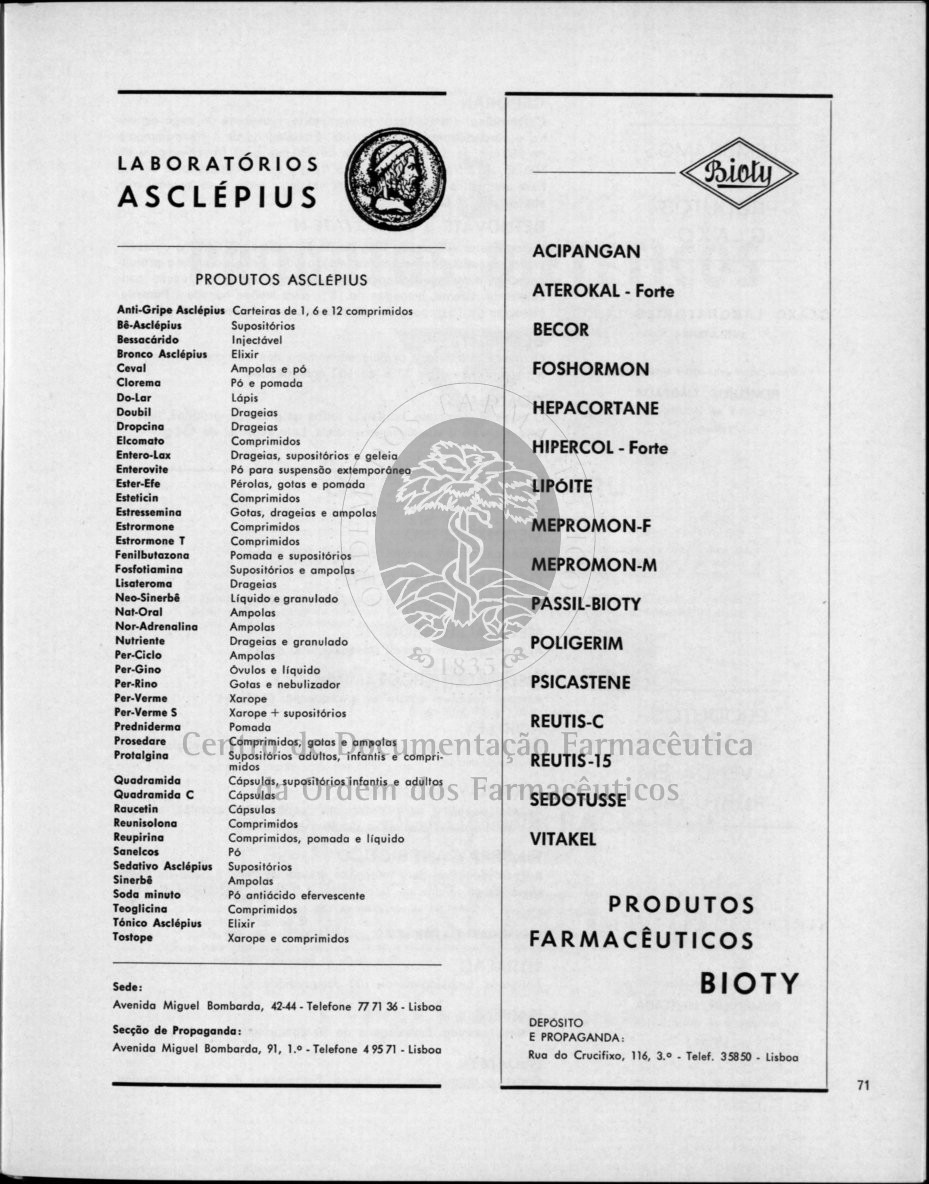 LABORATÓRIOS
ASCLÉPIUS
PRODUTOS ASCLÉPIUS
Anti-Gripe Asclépius Carteiras de 1, 6 e 12 comprimidos
Bê-Asclépius Supositórios
Bessacárido Injectável
Bronco Asclépius Elixir
Ceval Ampolas e pó
Clorema Pó e pomada
Do-Lar Lápis
Doubil Drageias
Dropcina Drageias
Elcomato Comprimidos
Entero-Lax Drageias, supositórios e geleia
Enterovite Pó para suspensão extemporânea
Ester-Efe Pérolas, gotas e pomada
Esteticin Comprimidos
Estressemina Gotas, drageias e ampolas
Estrormone Comprimidos
Estrormone T Comprimidos
Fenilbutazona Pomada e supositórios
Fosfotiamina Supositórios e ampolas
Lisateroma Drageias
Neo-Sinerbê Líquido e granulado
Nat-Oral Ampolas
Nor-Adrenalina Ampolas
Nutriente Drageias e granulado
Per-Ciclo Ampolas
Per-Gino Óvulos e líquido
Per-Rino Gotas e nebulizador
Per-Verme Xarope
Per-Verme S Xarope + supositórios
Predniderma Pomada
Prosedare Comprimidos, gotas e ampolas
Protalgina Supositórios adultos, infantis e compri-
midos
Quadramida Cápsulas, supositórios infantis e adultos
Quadramida C Cápsulas
Raucetin Cápsulas
Reunisolona Comprimidos
Reupirina Comprimidos, pomada e líquido
Sanelcos Pó
Sedativo Asclépius Supositórios
Sinerbê Ampolas
Soda minuto Pó antiácido efervescente
Teoglicina Comprimidos
Tónico Asclépius Elixir
Tostope Xarope e comprimidos
Sede:
Avenida Miguel Bombarda, 42-44 - Telefone 77 71 36 - Lisboa
Secção de Propaganda:
Avenida Miguel Bombarda, 91, 1.º - Telefone 4 95 71 - Lisboa
Bioty
ACIPANGAN
ATEROKAL - Forte
BECOR
FOSHORMON
HEPACORTANE
HIPERCOL - Forte
LIPÓITE
MEPROMON-F
MEPROMON-M
PASSIL-BIOTY
POLIGERIM
PSICASTENE
REUTIS-C
REUTIS-15
SEDOTUSSE
VITAKEL
PRODUTOS
FARMACÊUTICOS
BIOTY
DEPÓSITO
E PROPAGANDA:
Rua do Crucifixo, 116, 3.º - Telef. 35850 - Lisboa
71
1835
Centro de Documentação Farmacêutica
da Ordem dos Farmacêuticos